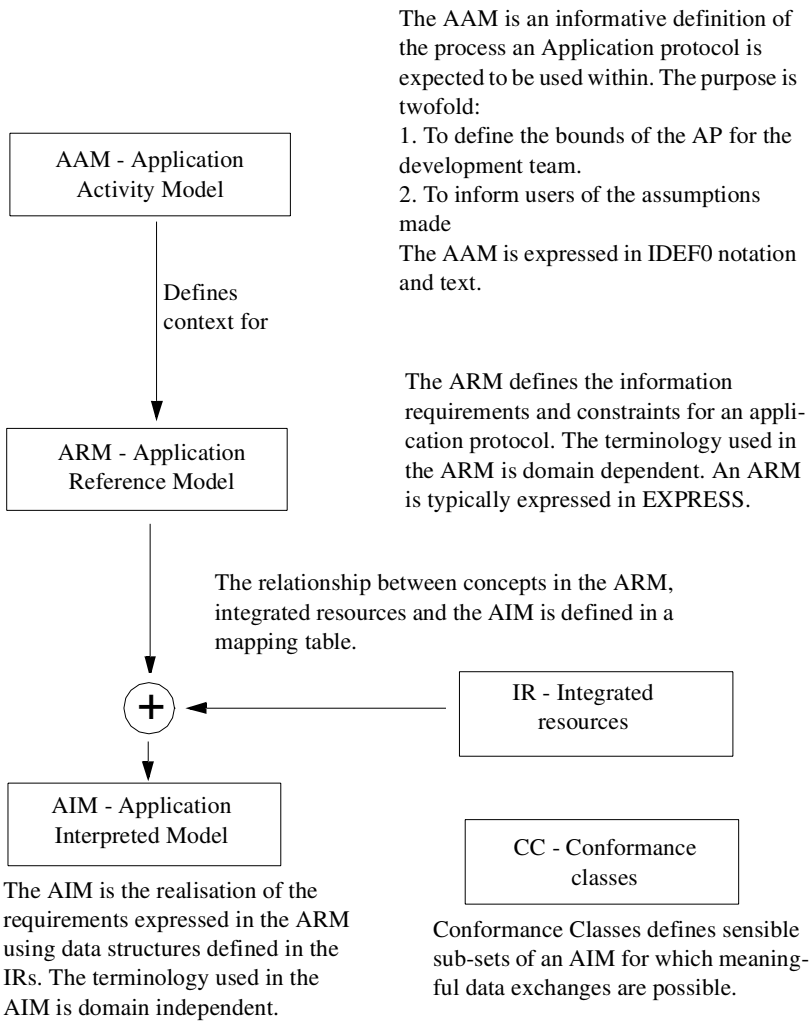 The AAM is an informative definition of
the process an Application protocol is
expected to be used within. The purpose is
twofold:
1. To define the bounds of the AP for the
development team.
2. To inform users of the assumptions
made
The AAM is expressed in IDEF0 notation
and text.
AAM - Application
Activity Model
Defines
context for
The ARM defines the information
requirements and constraints for an appli-
cation protocol. The terminology used in
the ARM is domain dependent. An ARM
is typically expressed in EXPRESS.
ARM - Application
Reference Model
The relationship between concepts in the ARM,
integrated resources and the AIM is defined in a
mapping table.
+
IR - Integrated
resources
AIM - Application
Interpreted Model
CC - Conformance
classes
The AIM is the realisation of the
requirements expressed in the ARM
using data structures defined in the
IRs. The terminology used in the
AIM is domain independent.
Conformance Classes defines sensible
sub-sets of an AIM for which meaning-
ful data exchanges are possible.